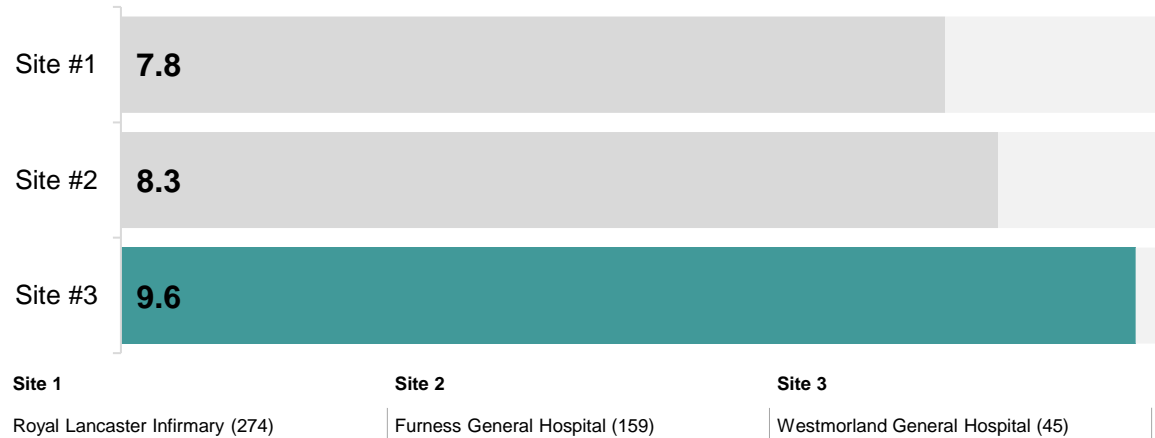 Site #1 7.8
Site #2 8.3
Site #3 9.6
Site 1 Site 2 Site 3
Royal Lancaster Infirmary (274) Furness General Hospital (159) Westmorland General Hospital (45)